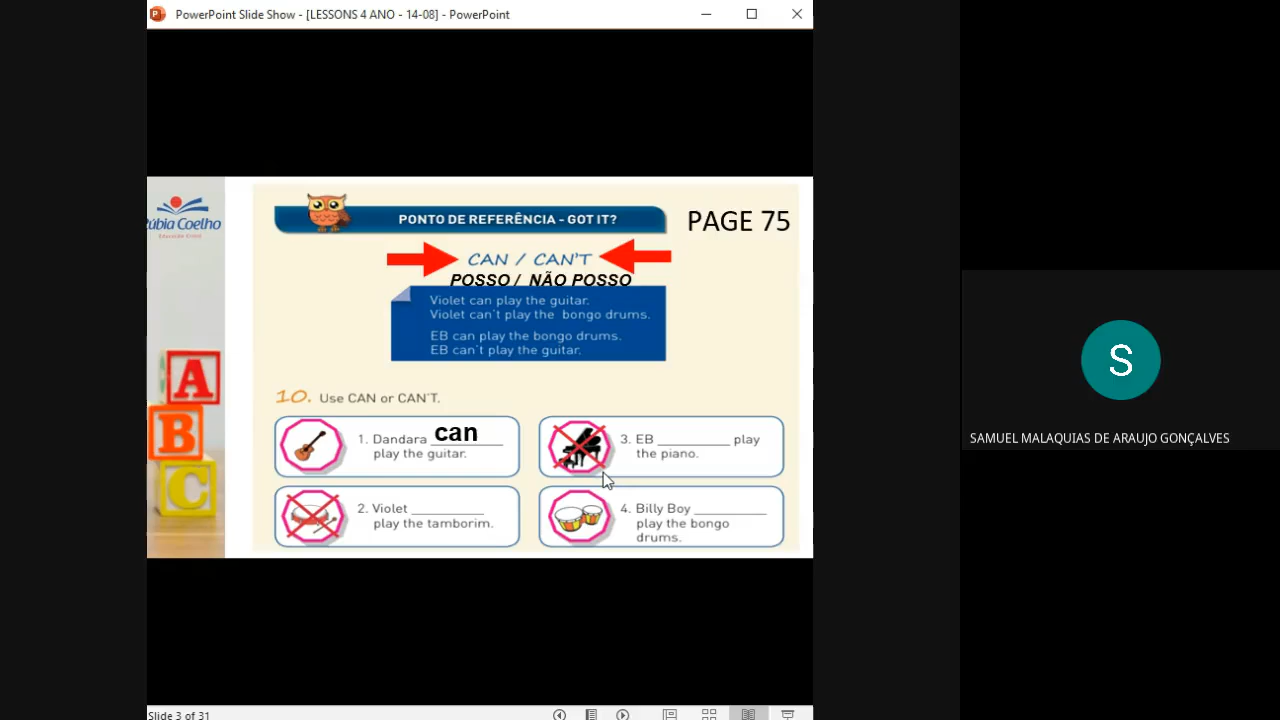 PowerPoint Slide Show - [LESSONS 4 ANO - 14-08] - PowerPoint
Rúbia Coelho
PONTO DE REFERÊNCIA - GOT IT?
PAGE 75
CAN / CAN'T
POSSO / NÃO POSSO
Violet can play the guitar.
Violet can't play the bongo drums.
EB can play the bongo drums.
EB can't play the guitar.
10. Use CAN or CAN'T.
1. Dandara can
play the guitar.
2. Violet ________
play the tamborim.
3. EB ________ play
the piano.
4. Billy Boy ________
play the bongo
drums.
A
B
C
S
SAMUEL MALAQUIAS DE ARAUJO GONÇALVES
Slide 3 of 31